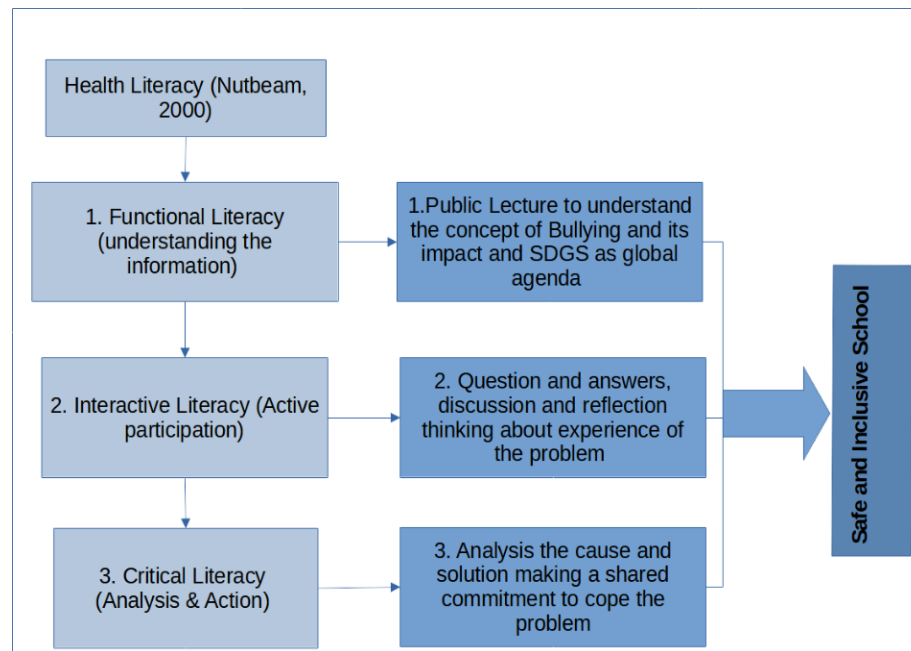 Health Literacy (Nutbeam,
2000)
1. Functional Literacy
(understanding the
information)
1.Public Lecture to understand
the concept of Bullying and its
impact and SDGS as global
agenda
2. Interactive Literacy (Active
participation)
2. Question and answers,
discussion and reflection
thinking about experience of
the problem
3. Critical Literacy
(Analysis & Action)
3. Analysis the cause and
solution making a shared
commitment to cope the
problem
Safe and Inclusive School